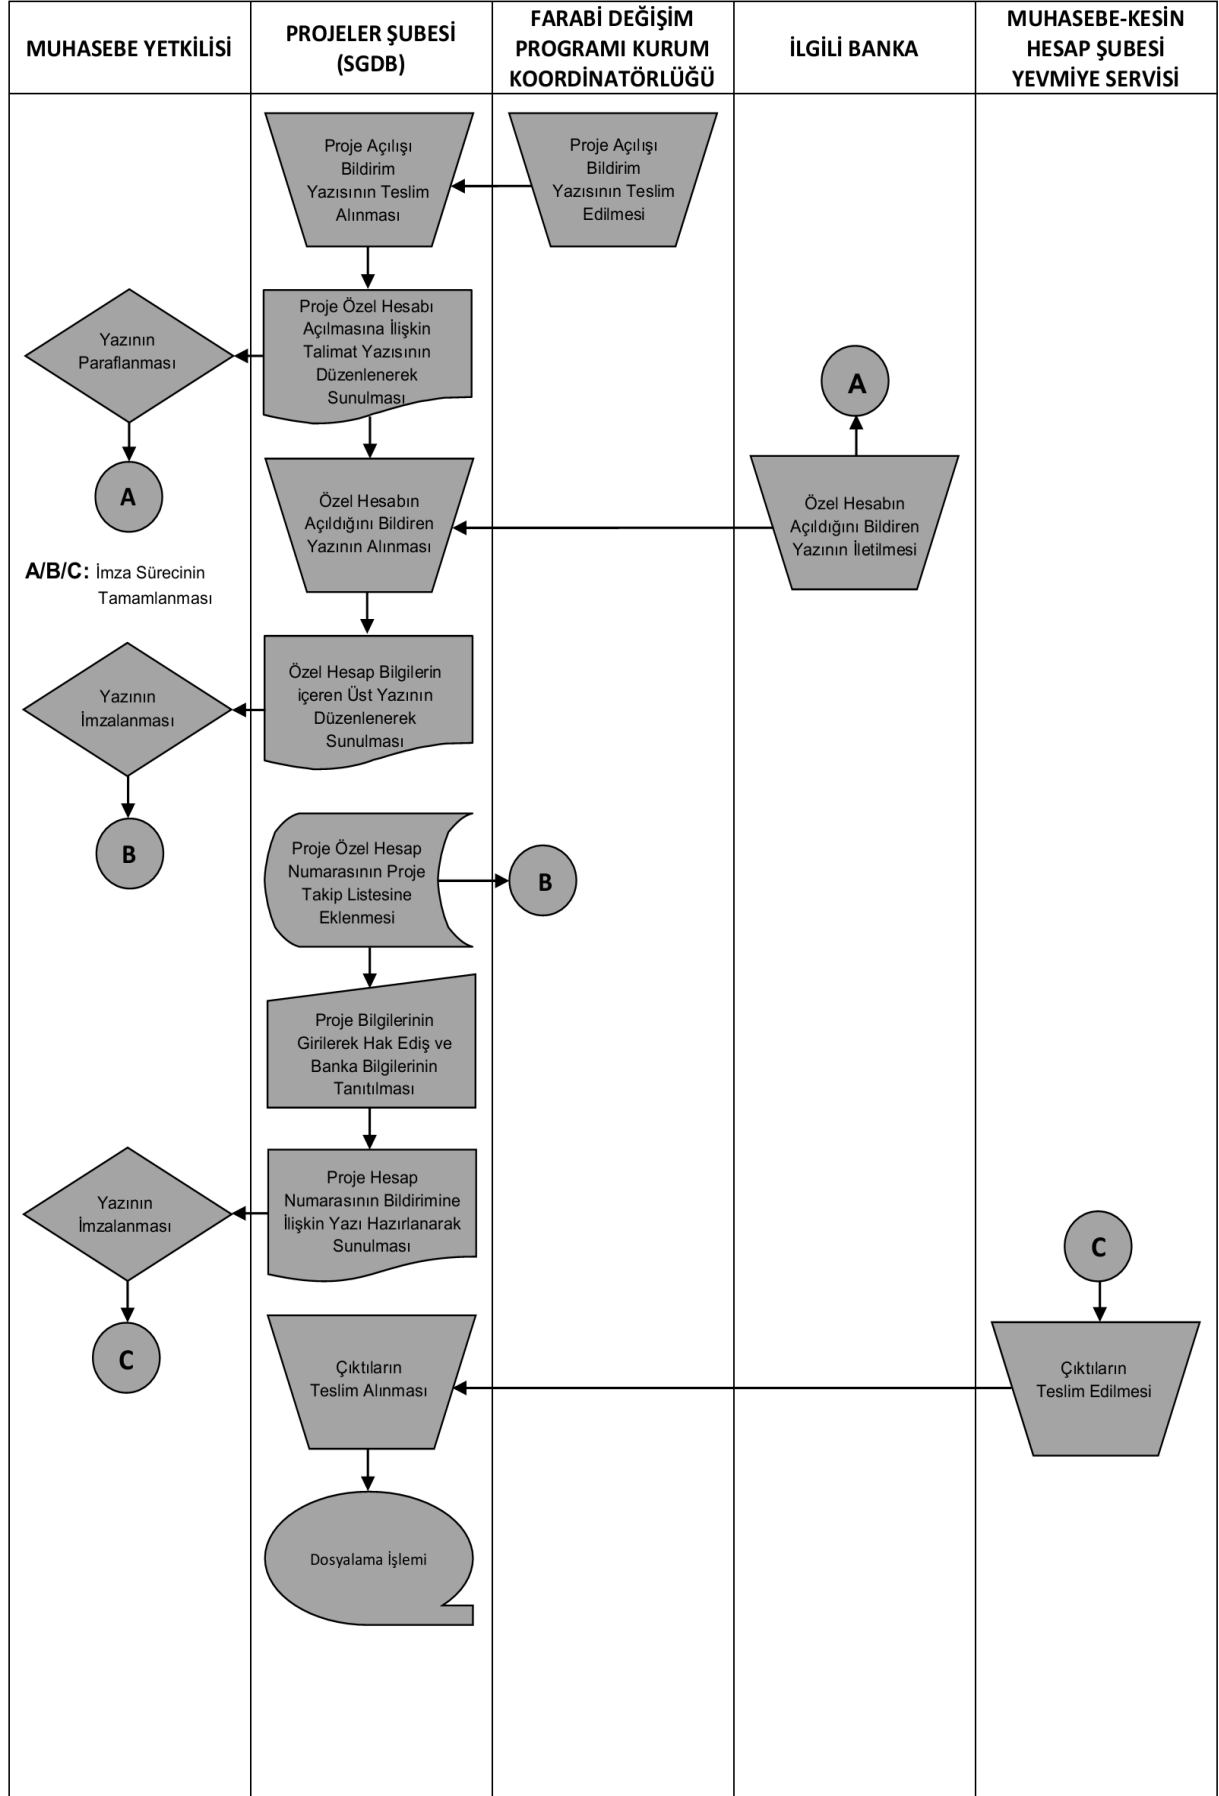 MUHASEBE YETKİLİSİ
PROJELER ŞUBESİ
(SGDB)
FARABİ DEĞİŞİM
PROGRAMI KURUM
KOORDİNATÖRLÜĞÜ
İLGİLİ BANKA
MUHASEBE-KESİN
HESAP ŞUBESİ
YEVMİYE SERVİSİ
Proje Açılışı
Bildirim
Yazısının Teslim
Alınması
Proje Açılışı
Bildirim
Yazısının Teslim
Edilmesi
Yazının
Paraflanması
Proje Özel Hesabı
Açılmasına İlişkin
Talimat Yazısının
Düzenlenerek
Sunulması
A
A
Özel Hesabın
Açıldığını Bildiren
Yazının Alınması
Özel Hesabın
Açıldığını Bildiren
Yazının İletilmesi
A/B/C: İmza Sürecinin
Tamamlanması
Yazının
İmzalanması
Özel Hesap Bilgilerin
içeren Üst Yazının
Düzenlenerek
Sunulması
B
Proje Özel Hesap
Numarasının Proje
Takip Listesine
Eklenmesi
B
Proje Bilgilerinin
Girilerek Hak Ediş ve
Banka Bilgilerinin
Tanıtılması
Yazının
İmzalanması
Proje Hesap
Numarasının Bildirimine
İlişkin Yazı Hazırlanarak
Sunulması
C
C
Çıktıların
Teslim Alınması
Çıktıların
Teslim Edilmesi
Dosyalama İşlemi